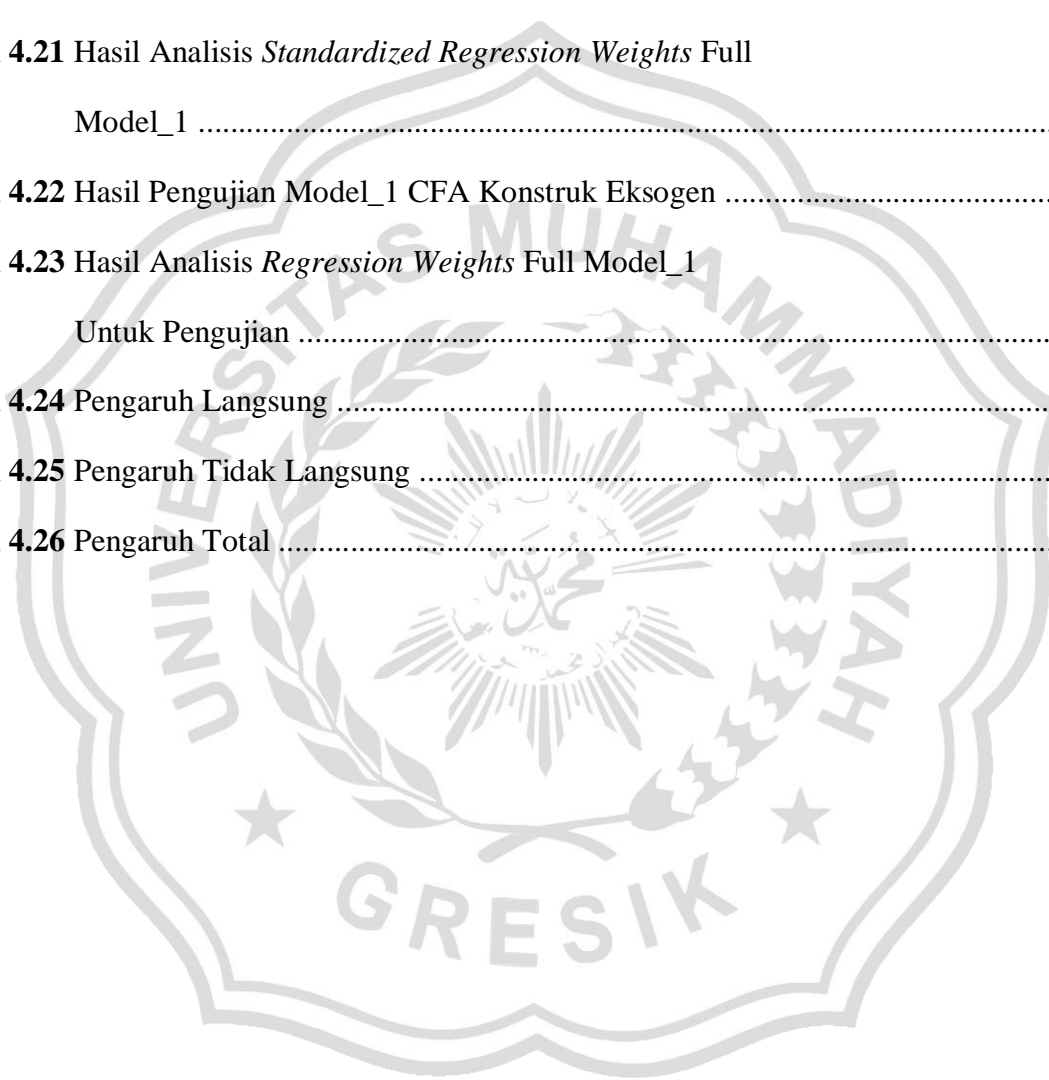 4.21 Hasil Analisis Standardized Regression Weights Full
Model_1 ........................................................................................................
4.22 Hasil Pengujian Model_1 CFA Konstruk Eksogen ........................................
4.23 Hasil Analisis Regression Weights Full Model_1
Untuk Pengujian ............................................................................................
4.24 Pengaruh Langsung ........................................................................................
4.25 Pengaruh Tidak Langsung ..............................................................................
4.26 Pengaruh Total ...............................................................................................
UNIVERSITAS MUHAMMADIYAH
GRESIK